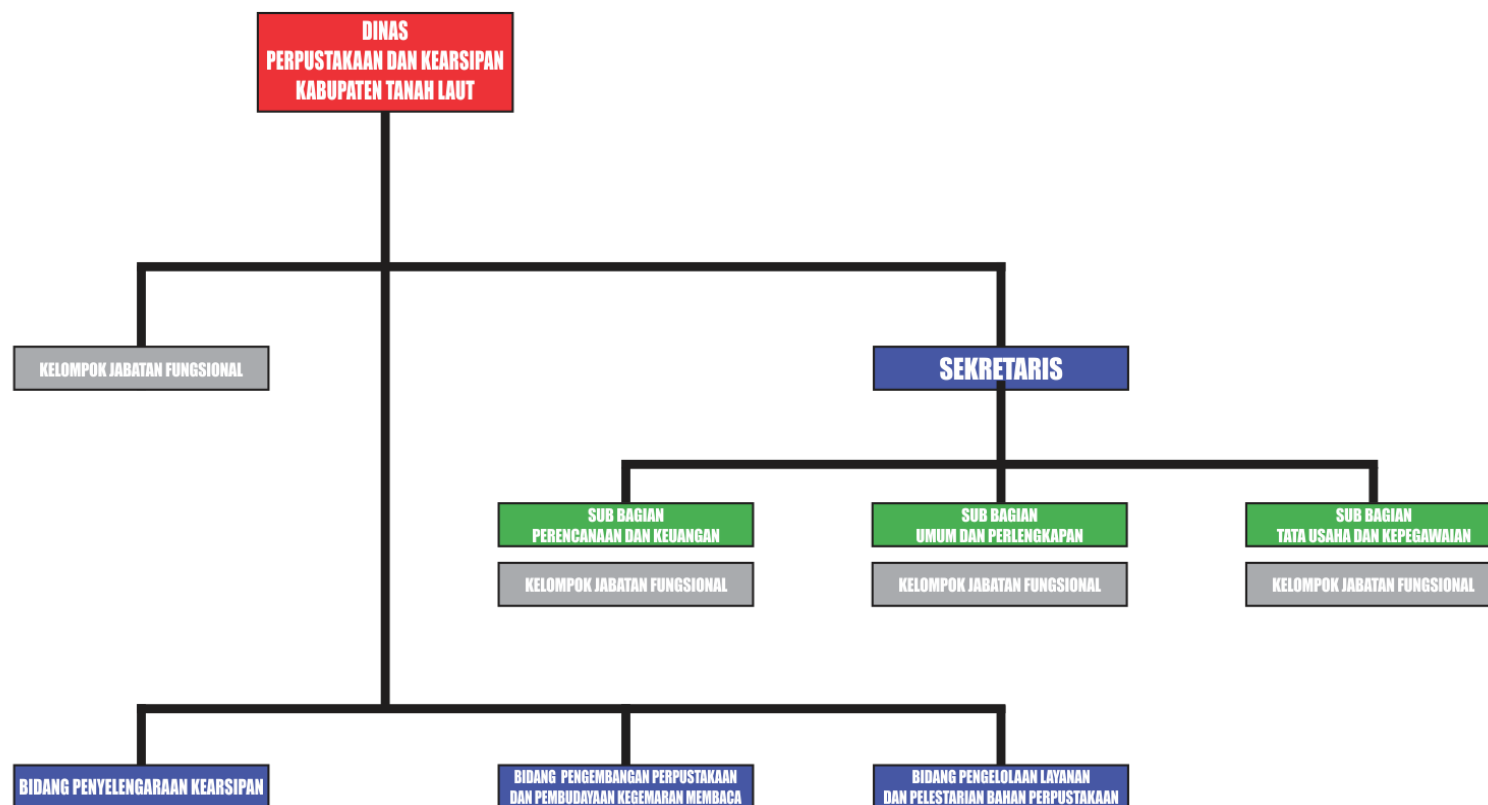 DINAS
PERPUSTAKAAN DAN KEARSIPAN
KABUPATEN TANAH LAUT
KELOMPOK JABATAN FUNGSIONAL
SEKRETARIS
SUB BAGIAN
PERENCANAAN DAN KEUANGAN
KELOMPOK JABATAN FUNGSIONAL
SUB BAGIAN
UMUM DAN PERLENGKAPAN
KELOMPOK JABATAN FUNGSIONAL
SUB BAGIAN
TATA USAHA DAN KEPEGAWAIAN
KELOMPOK JABATAN FUNGSIONAL
BIDANG PENYELENGARAAN KEARSIPAN
BIDANG PENGEMBANGAN PERPUSTAKAAN
DAN PEMBUDAYAAN KEGEMARAN MEMBACA
BIDANG PENGELOLAAN LAYANAN
DAN PELESTARIAN BAHAN PERPUSTAKAAN